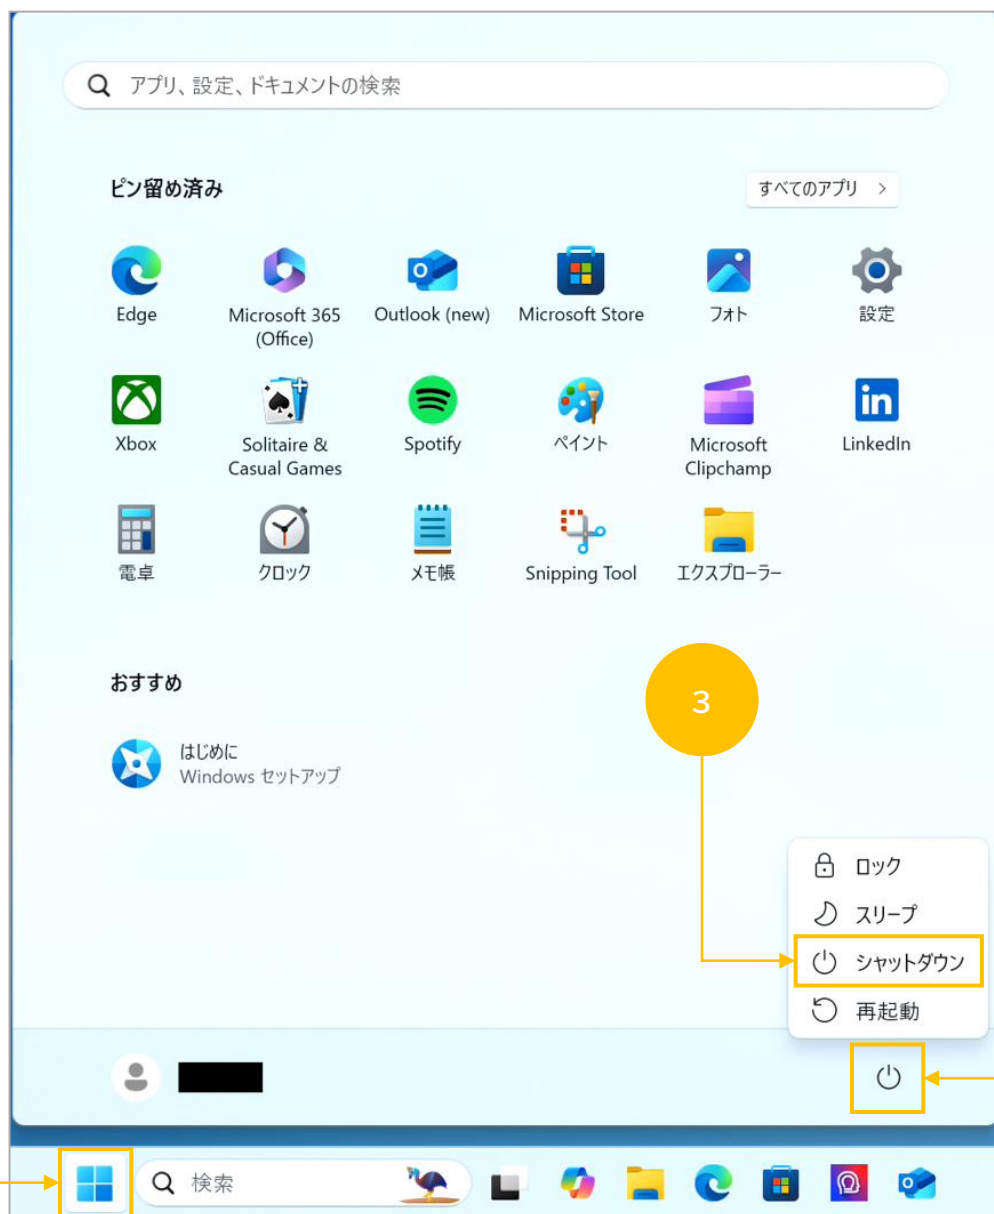 アプリ、設定、ドキュメントの検索
ピン留め済み
すべてのアプリ >
Edge
Microsoft 365
(Office)
Outlook (new)
Microsoft Store
フォト
設定
Xbox
Solitaire &
Casual Games
Spotify
ペイント
Microsoft
Clipchamp
LinkedIn
電卓
クロック
メモ帳
Snipping Tool
エクスプローラー
おすすめ
3
はじめに
Windows セットアップ
ロック
スリープ
シャットダウン
再起動
検索